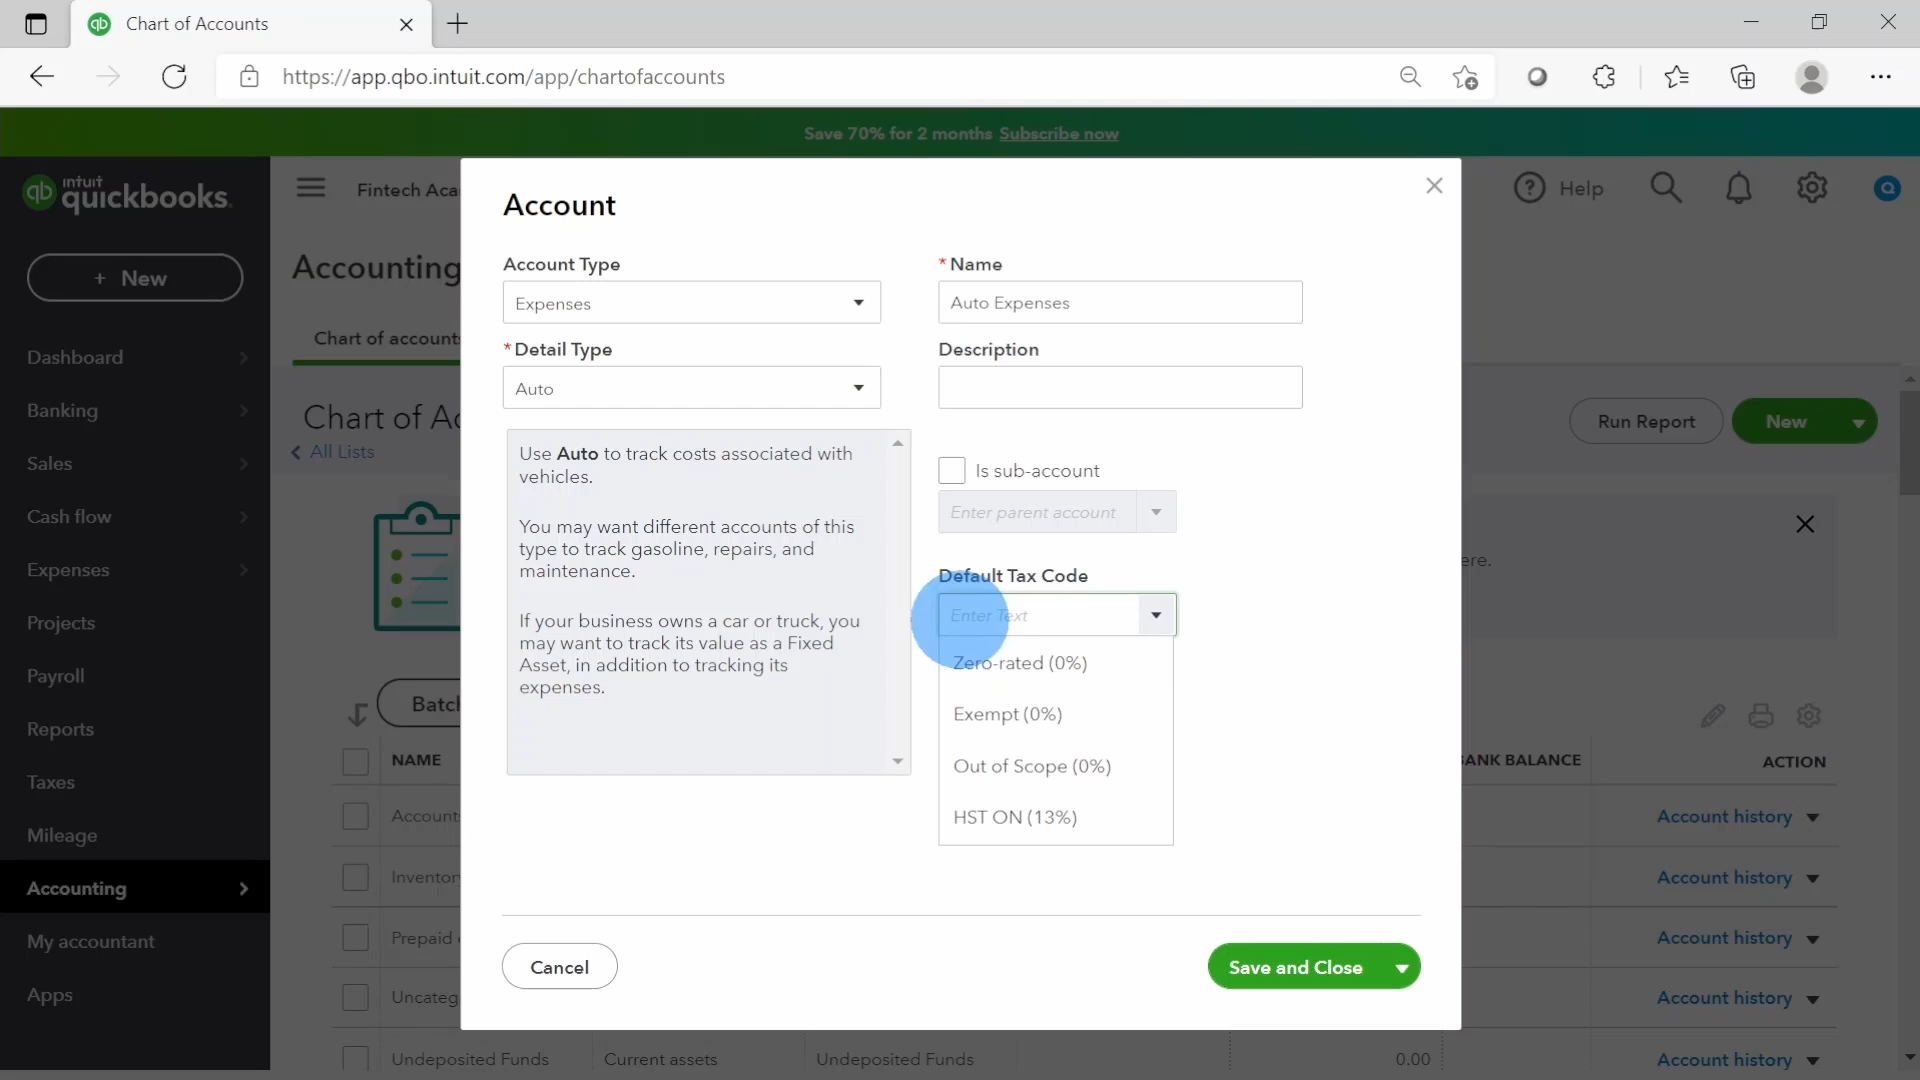 Chart of Accounts
https://app.qbo.intuit.com/app/chartofaccounts
Save 70% for 2 months Subscribe now
qb intuit quickbooks.
Fintech Aca
Help
+ New
Accounting
Chart of accounts
Dashboard
Banking
Sales
Cash flow
Expenses
Projects
Payroll
Reports
Taxes
Mileage
Accounting
My accountant
Apps
Chart of Ac
All Lists
Run Report
New
ere.
Batch
NAME
BANK BALANCE
ACTION
Accounts
Account history
Inventory
Account history
Prepaid e
Account history
Uncateg
Account history
Undeposited Funds Current assets Undeposited Funds 0.00 Account history
Account
Account Type
Expenses
* Detail Type
Auto
Use Auto to track costs associated with
vehicles.
You may want different accounts of this
type to track gasoline, repairs, and
maintenance.
If your business owns a car or truck, you
may want to track its value as a Fixed
Asset, in addition to tracking its
expenses.
* Name
Auto Expenses
Description
Is sub-account
Enter parent account
Default Tax Code
Enter Text
Zero-rated (0%)
Exempt (0%)
Out of Scope (0%)
HST ON (13%)
Cancel
Save and Close